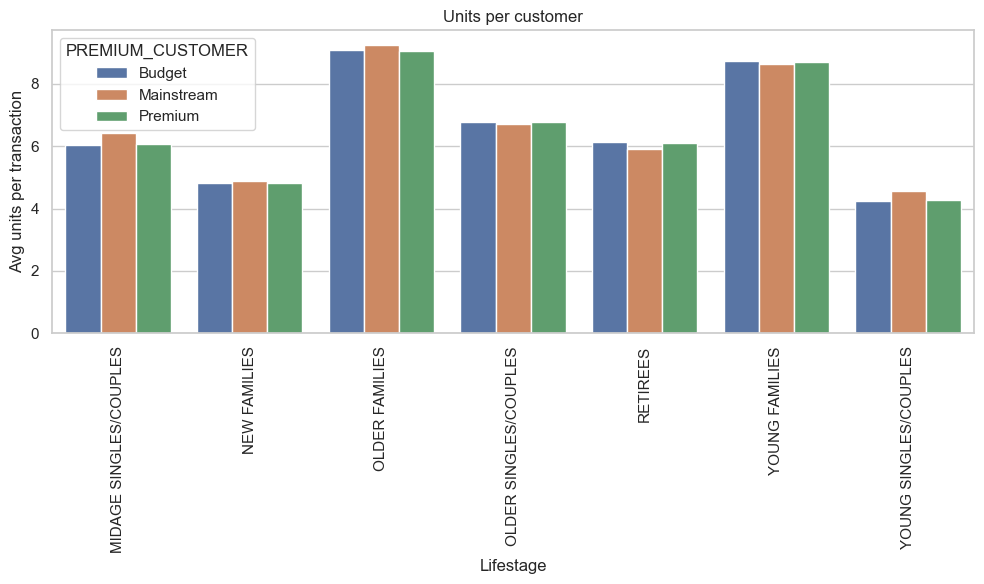 Units per customer
PREMIUM_CUSTOMER
Budget
Mainstream
Premium
Avg units per transaction
8
6
4
2
0
MIDAGE SINGLES/COUPLES
NEW FAMILIES
OLDER FAMILIES
OLDER SINGLES/COUPLES
RETIREES
YOUNG FAMILIES
YOUNG SINGLES/COUPLES
Lifestage